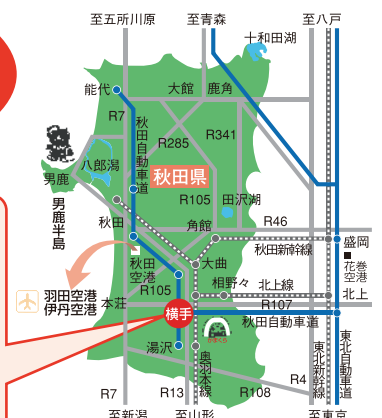 至五所川原
至青森
至八戸
十和田湖
能代
大館
鹿角
R7
秋田自動車道
R285
R341
八郎潟
秋田県
男鹿
R105
田沢湖
男鹿半島
秋田
角館
R46
盛岡
秋田新幹線
花巻空港
秋田空港
大曲
相野々
北上線
北上
羽田空港
伊丹空港
R105
本荘
R107
横手
秋田自動車道
湯沢
奥羽本線
東北新幹線
東北自動車道
R4
R7
R13
R108
至新潟
至山形
至東京